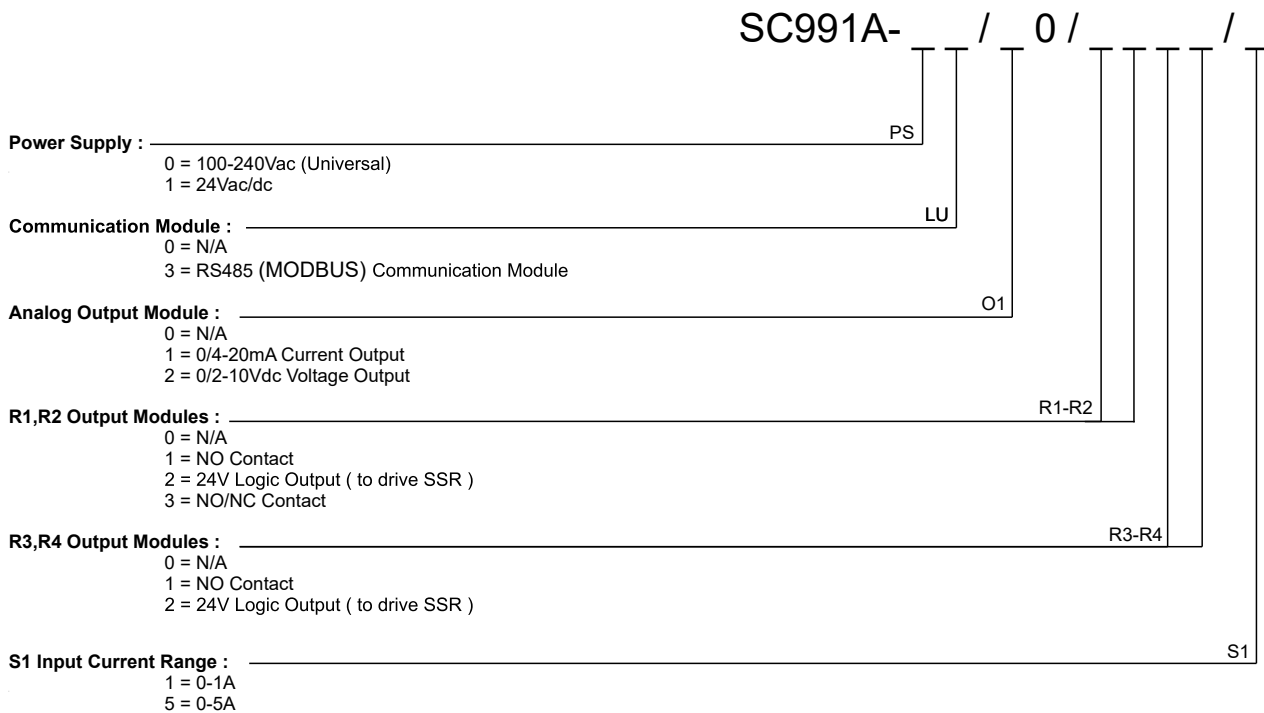 SC991A- _ _ / _ 0 / _ _ _ _ / _
PS
Power Supply :
0 = 100-240Vac (Universal)
1 = 24Vac/dc
LU
Communication Module :
0 = N/A
3 = RS485 (MODBUS) Communication Module
O1
Analog Output Module :
0 = N/A
1 = 0/4-20mA Current Output
2 = 0/2-10Vdc Voltage Output
R1-R2
R1,R2 Output Modules :
0 = N/A
1 = NO Contact
2 = 24V Logic Output ( to drive SSR )
3 = NO/NC Contact
R3-R4
R3,R4 Output Modules :
0 = N/A
1 = NO Contact
2 = 24V Logic Output ( to drive SSR )
S1
S1 Input Current Range :
1 = 0-1A
5 = 0-5A